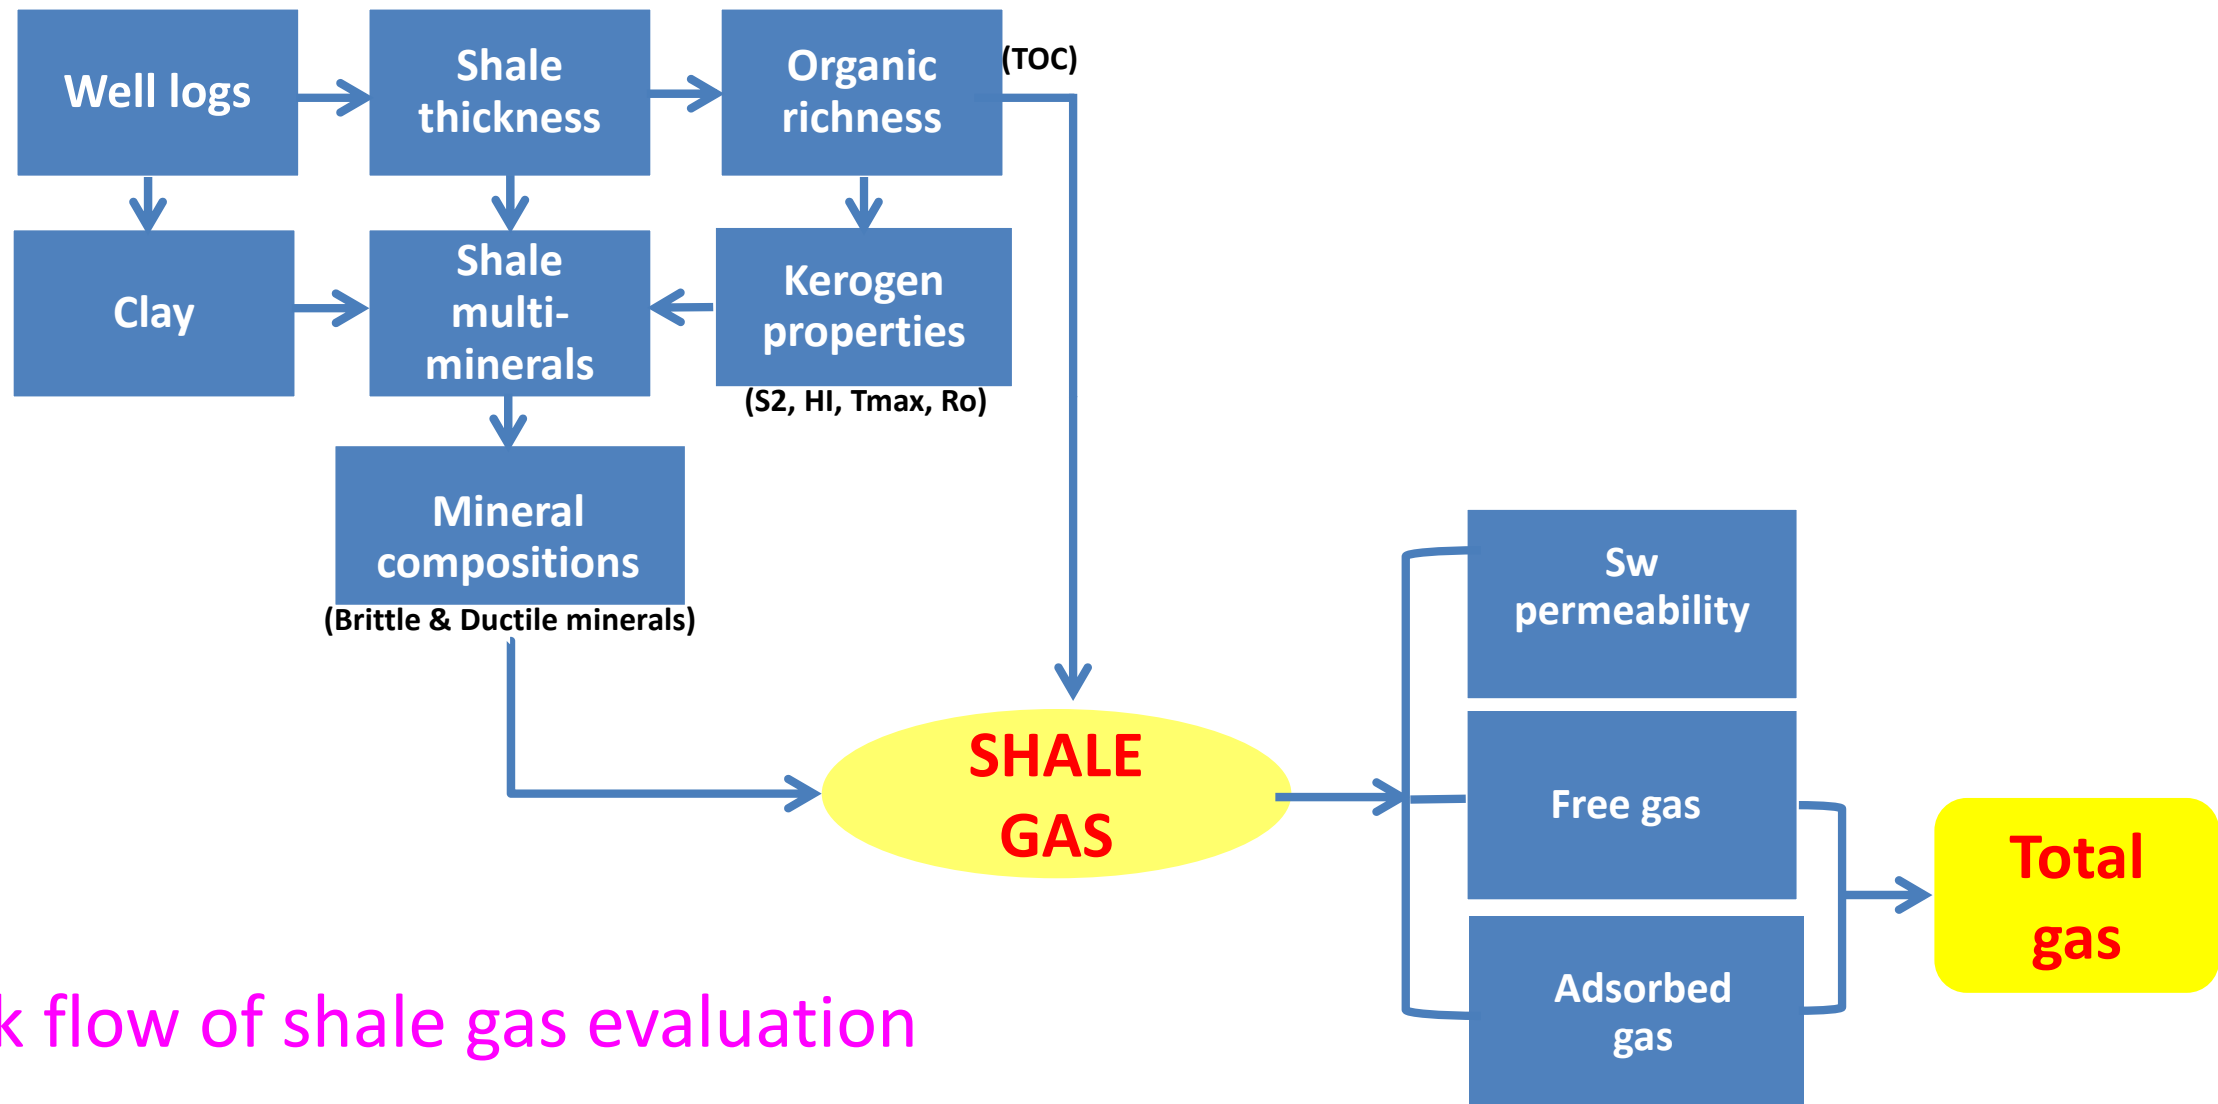 Well logs
Shale
thickness
Organic
richness
(TOC)
Clay
Shale
multi-
minerals
Kerogen
properties
(S2, HI, Tmax, Ro)
Mineral
compositions
(Brittle & Ductile minerals)
SHALE
GAS
Sw
permeability
Free gas
Adsorbed
gas
Total
gas
k flow of shale gas evaluation